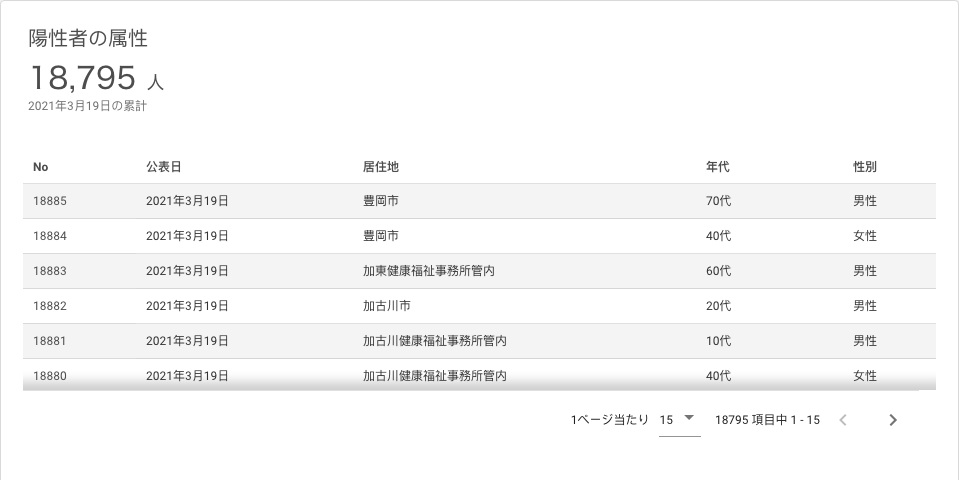 陽性者の属性
18,795 人
2021年3月19日の累計
No 公表日 居住地 年代 性別
18885 2021年3月19日 豊岡市 70代 男性
18884 2021年3月19日 豊岡市 40代 女性
18883 2021年3月19日 加東健康福祉事務所管内 60代 男性
18882 2021年3月19日 加古川市 20代 男性
18881 2021年3月19日 加古川健康福祉事務所管内 10代 男性
18880 2021年3月19日 加古川健康福祉事務所管内 40代 女性
1ページ当たり 15 18795 項目中 1 - 15